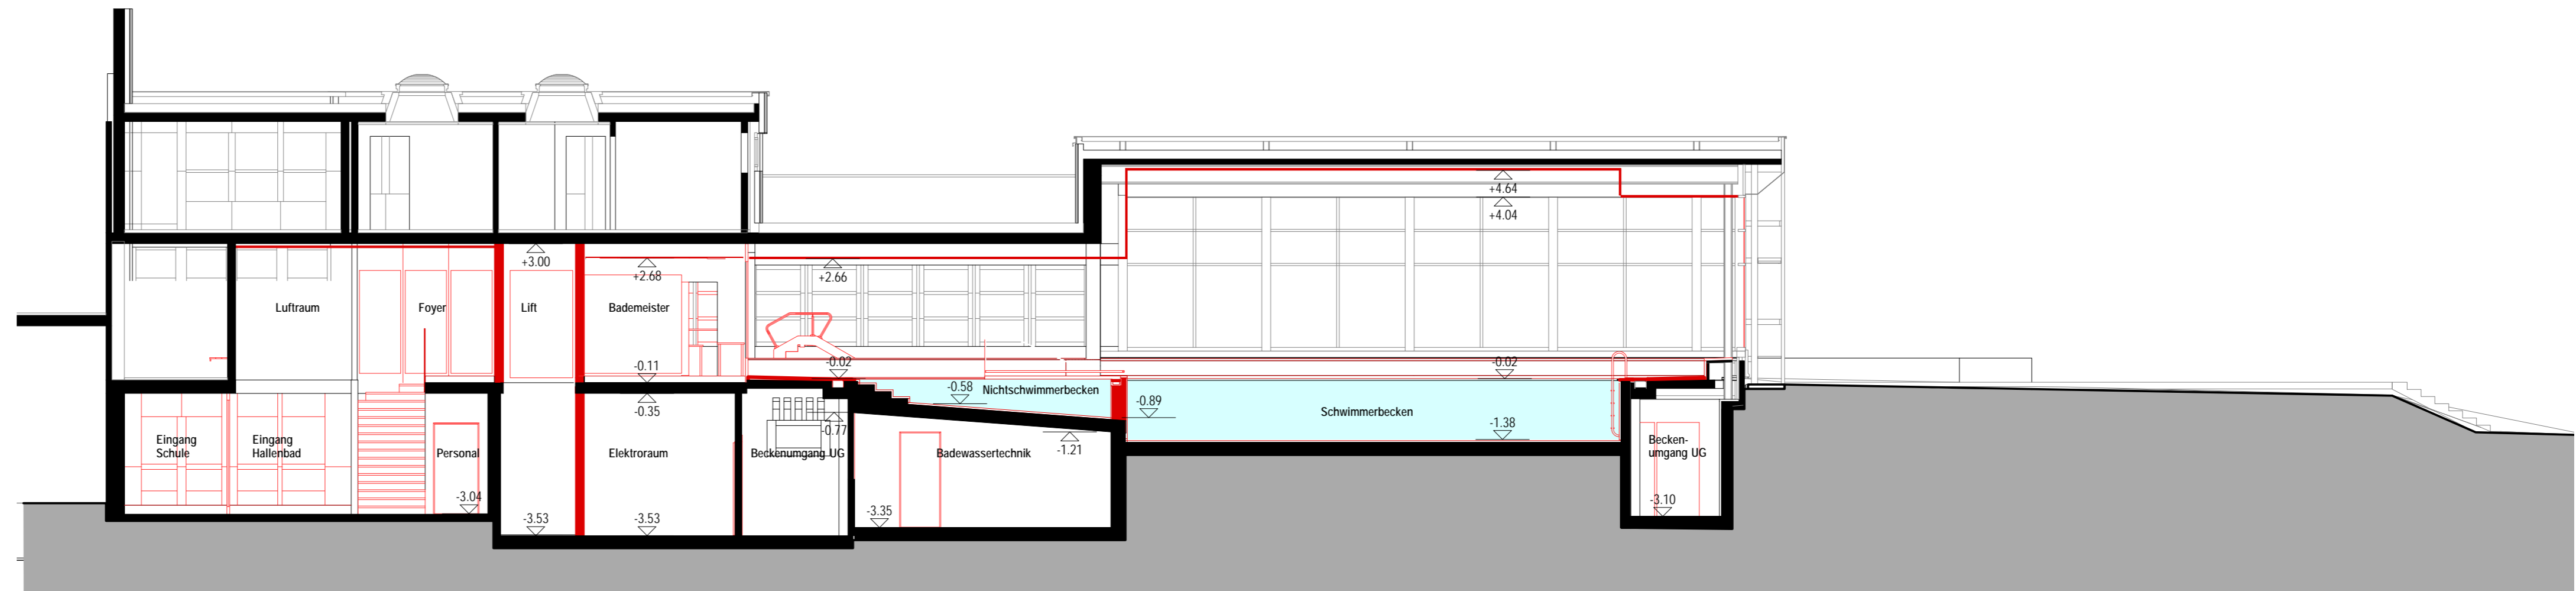 +4.64
+4.04
+3.00
+2.68
+2.66
Luftraum
Foyer
Lift
Bademeister
-0.11
-0.02
-0.02
-0.58
Nichtschwimmerbecken
-0.35
-0.89
Schwimmerbecken
-0.77
-1.38
Eingang
Schule
Eingang
Hallenbad
Personal
Elektroraum
Beckenumgang UG
Badewassertechnik
-1.21
Becken-
umgang UG
-3.04
-3.53
-3.53
-3.35
-3.10